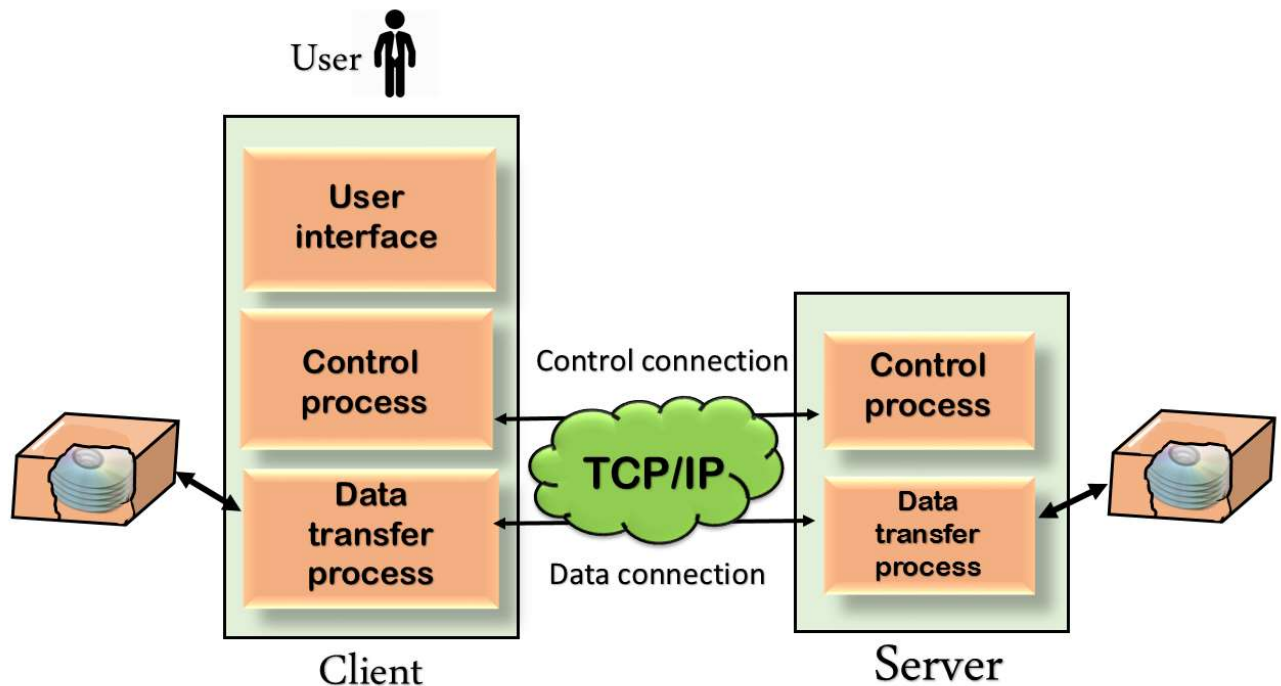 User
User
interface
Control
process
Data
transfer
process
Client
Control connection
TCP/IP
Data connection
Control
process
Data
transfer
process
Server